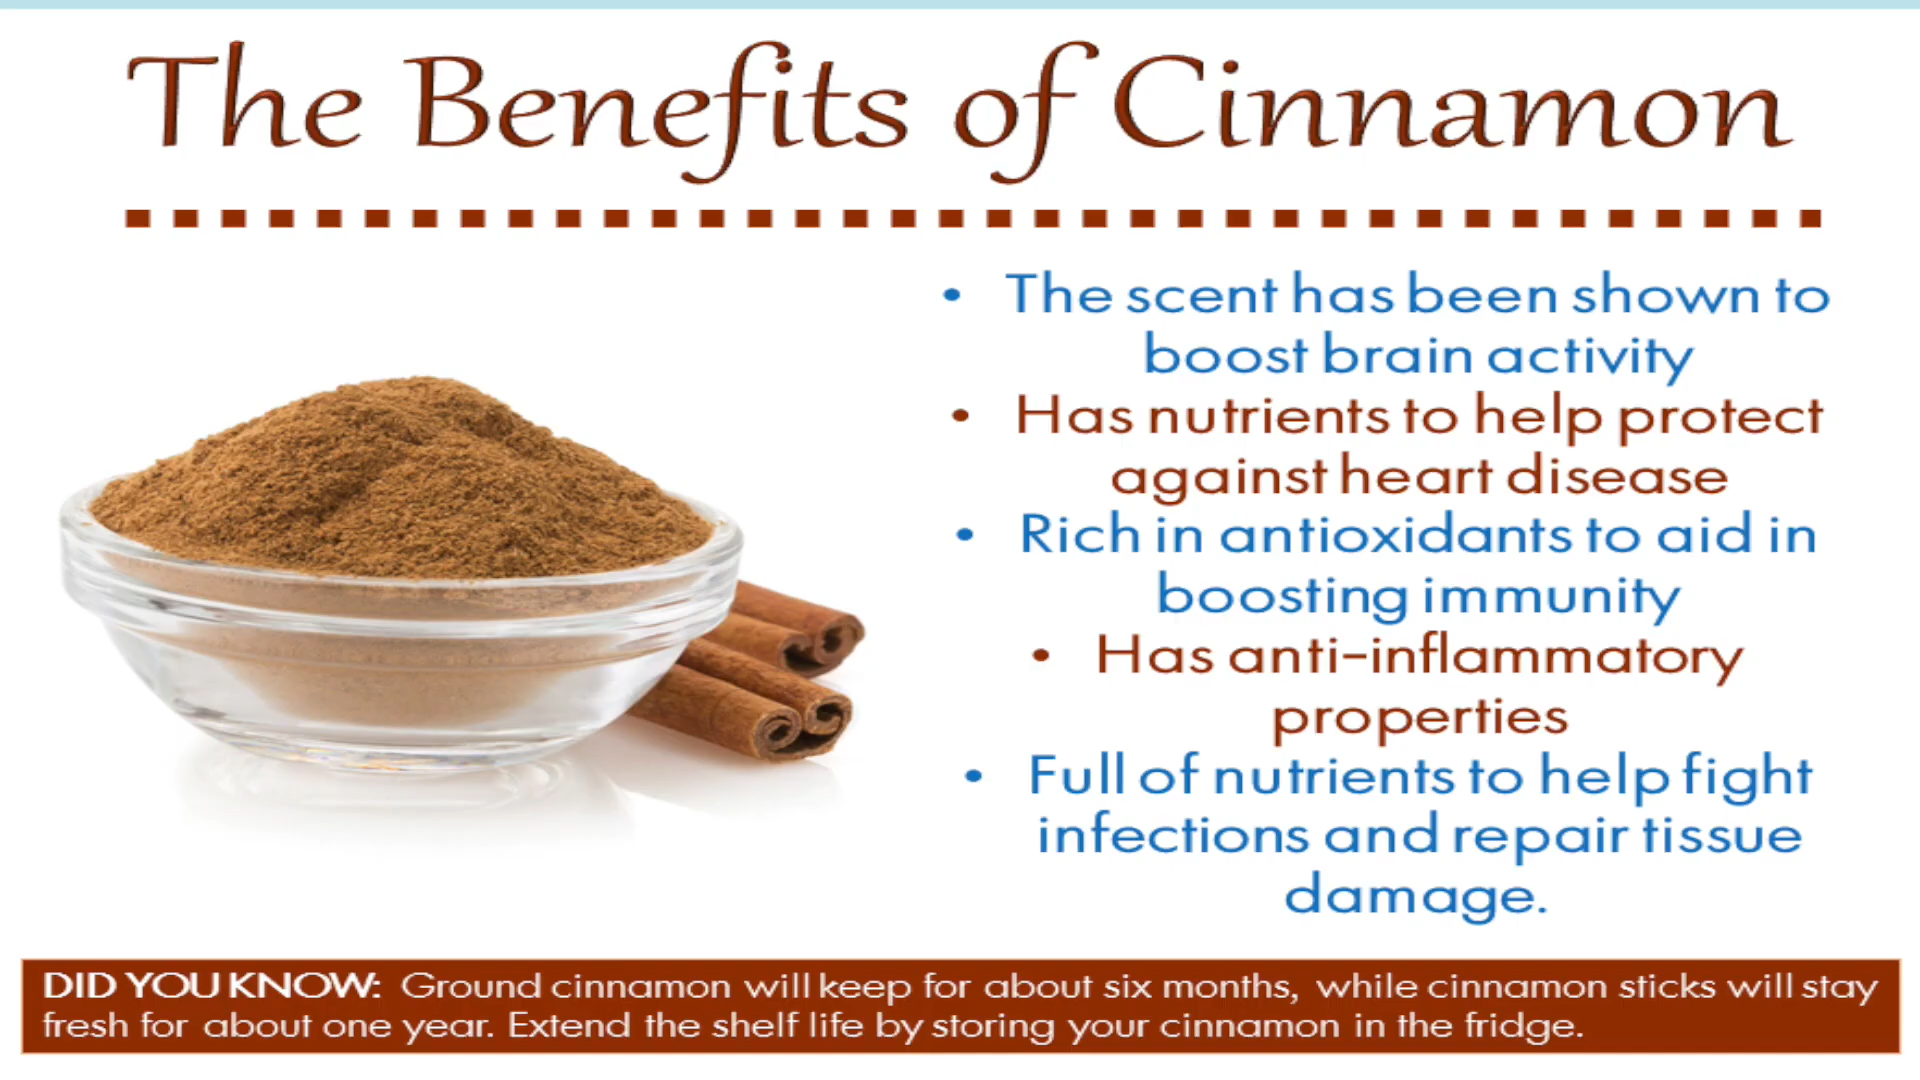 The Benefits of Cinnamon
• The scent has been shown to
boost brain activity
• Has nutrients to help protect
against heart disease
• Rich in antioxidants to aid in
boosting immunity
• Has anti-inflammatory
properties
• Full of nutrients to help fight
infections and repair tissue
damage.
DID YOU KNOW: Ground cinnamon will keep for about six months, while cinnamon sticks will stay
fresh for about one year. Extend the shelf life by storing your cinnamon in the fridge.